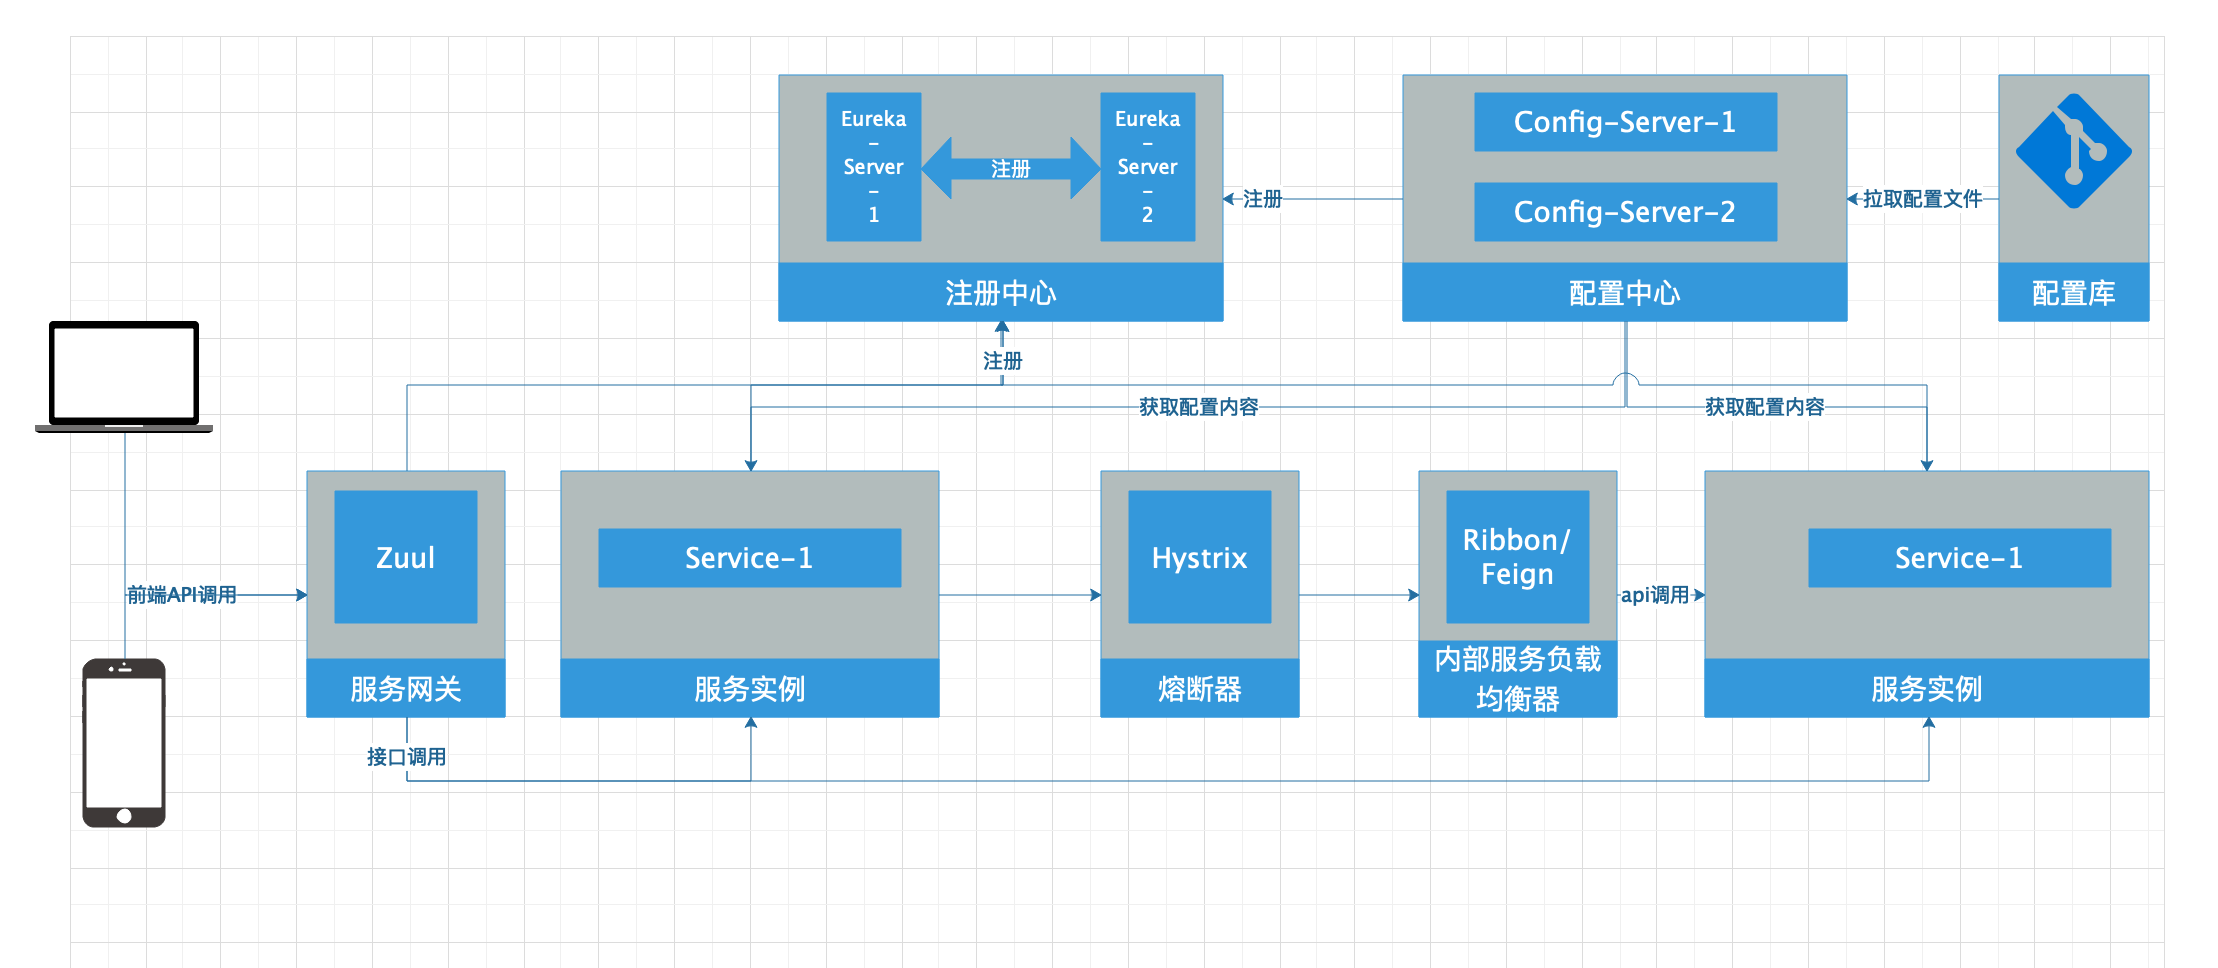 Eureka
-
Server
-
1
注册
Eureka
-
Server
-
2
注册中心
注册
Config-Server-1
Config-Server-2
配置中心
拉取配置文件
配置库
注册
获取配置内容
获取配置内容
前端API调用
Zuul
服务网关
Service-1
服务实例
Hystrix
熔断器
Ribbon/
Feign
内部服务负载
均衡器
api调用
Service-1
服务实例
接口调用